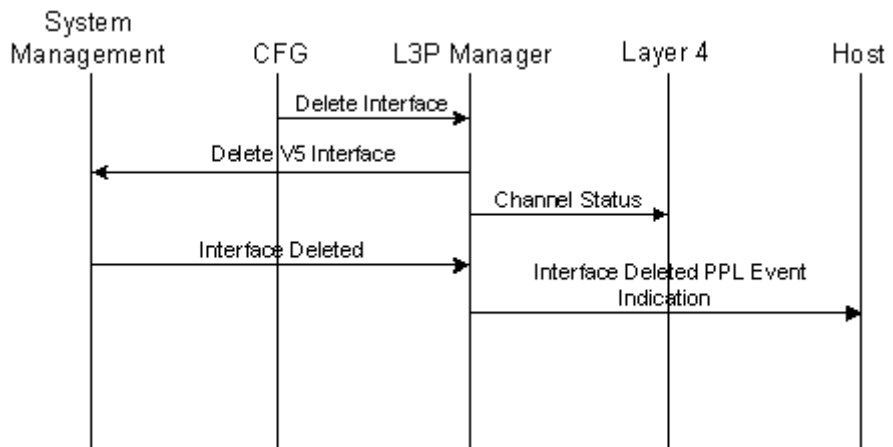 System
Management CFG L3P Manager Layer 4 Host
Delete Interface
Delete V5 Interface
Channel Status
Interface Deleted
Interface Deleted PPL Event
Indication